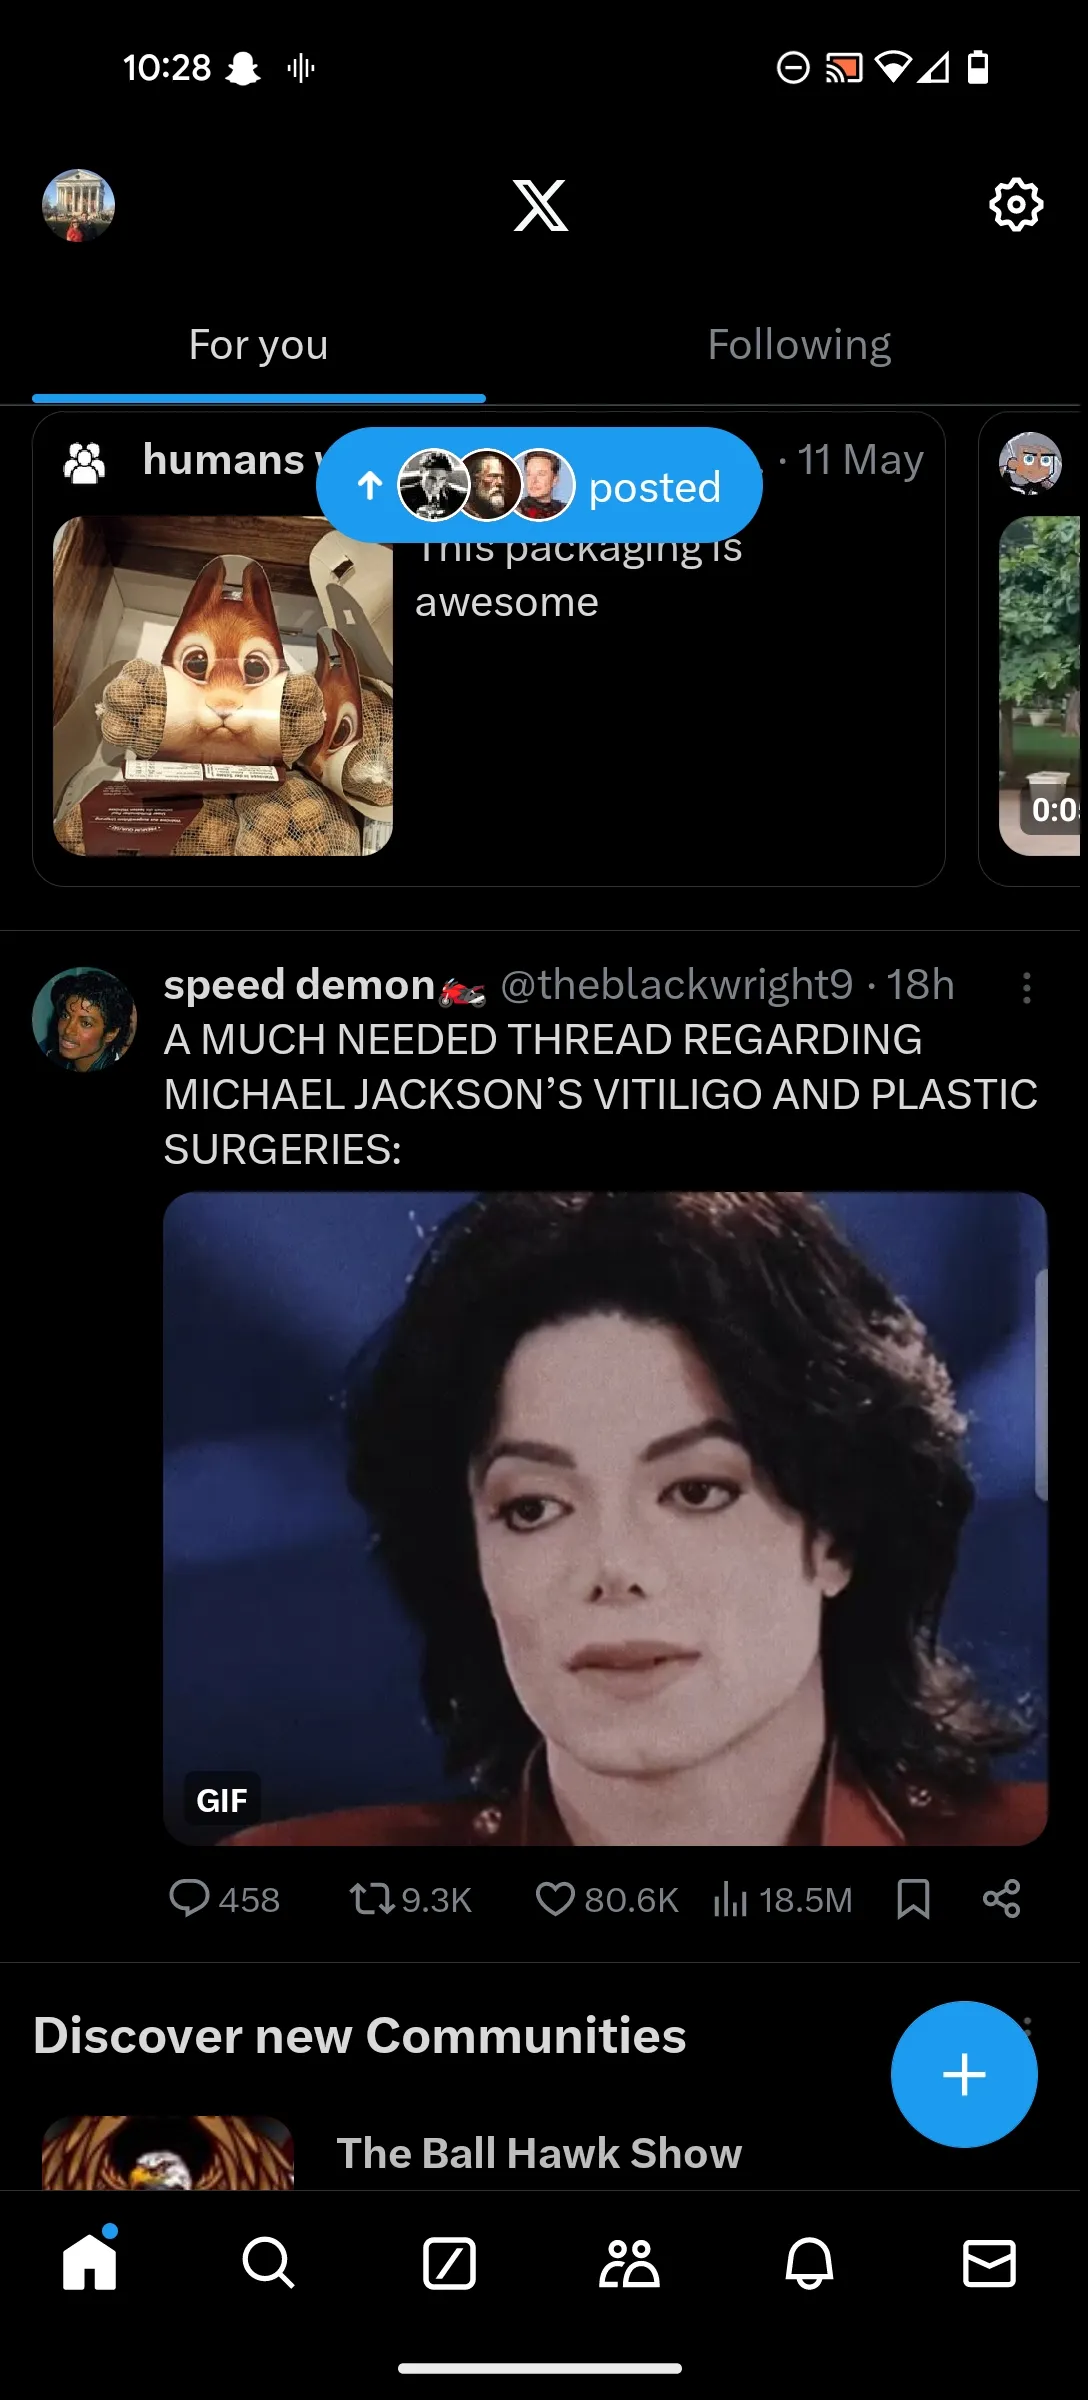 10:28
For you
Following
humans
posted
· 11 May
This packaging is
awesome
0:0
speed demon🏍️ @theblackwright9 · 18h
A MUCH NEEDED THREAD REGARDING
MICHAEL JACKSON’S VITILIGO AND PLASTIC
SURGERIES:
GIF
458 9.3K 80.6K 18.5M
Discover new Communities
The Ball Hawk Show